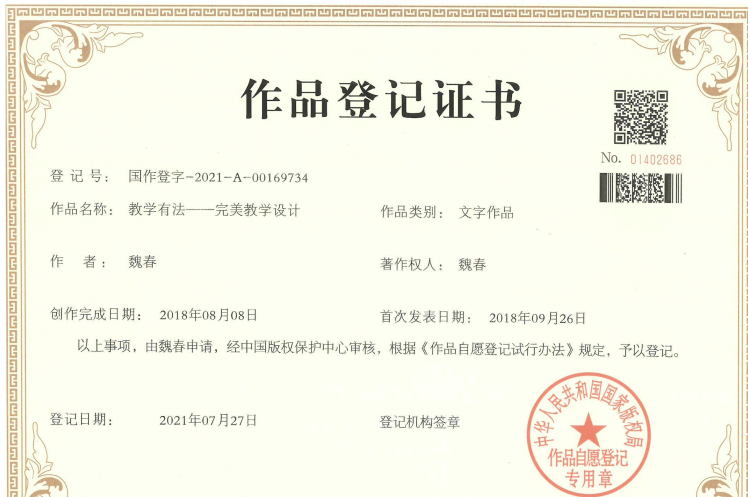 作品登记证书
No. 01402686
登 记 号： 国作登字-2021-A-00169734
作品名称： 教学有法——完美教学设计
作品类别： 文字作品
作 者： 魏春
著作权人： 魏春
创作完成日期： 2018年08月08日
首次发表日期： 2018年09月26日
以上事项，由魏春申请，经中国版权保护中心审核，根据《作品自愿登记试行办法》规定，予以登记。
登记日期： 2021年07月27日
登记机构签章
中华人民共和国国家版权局
作品自愿登记
专用章